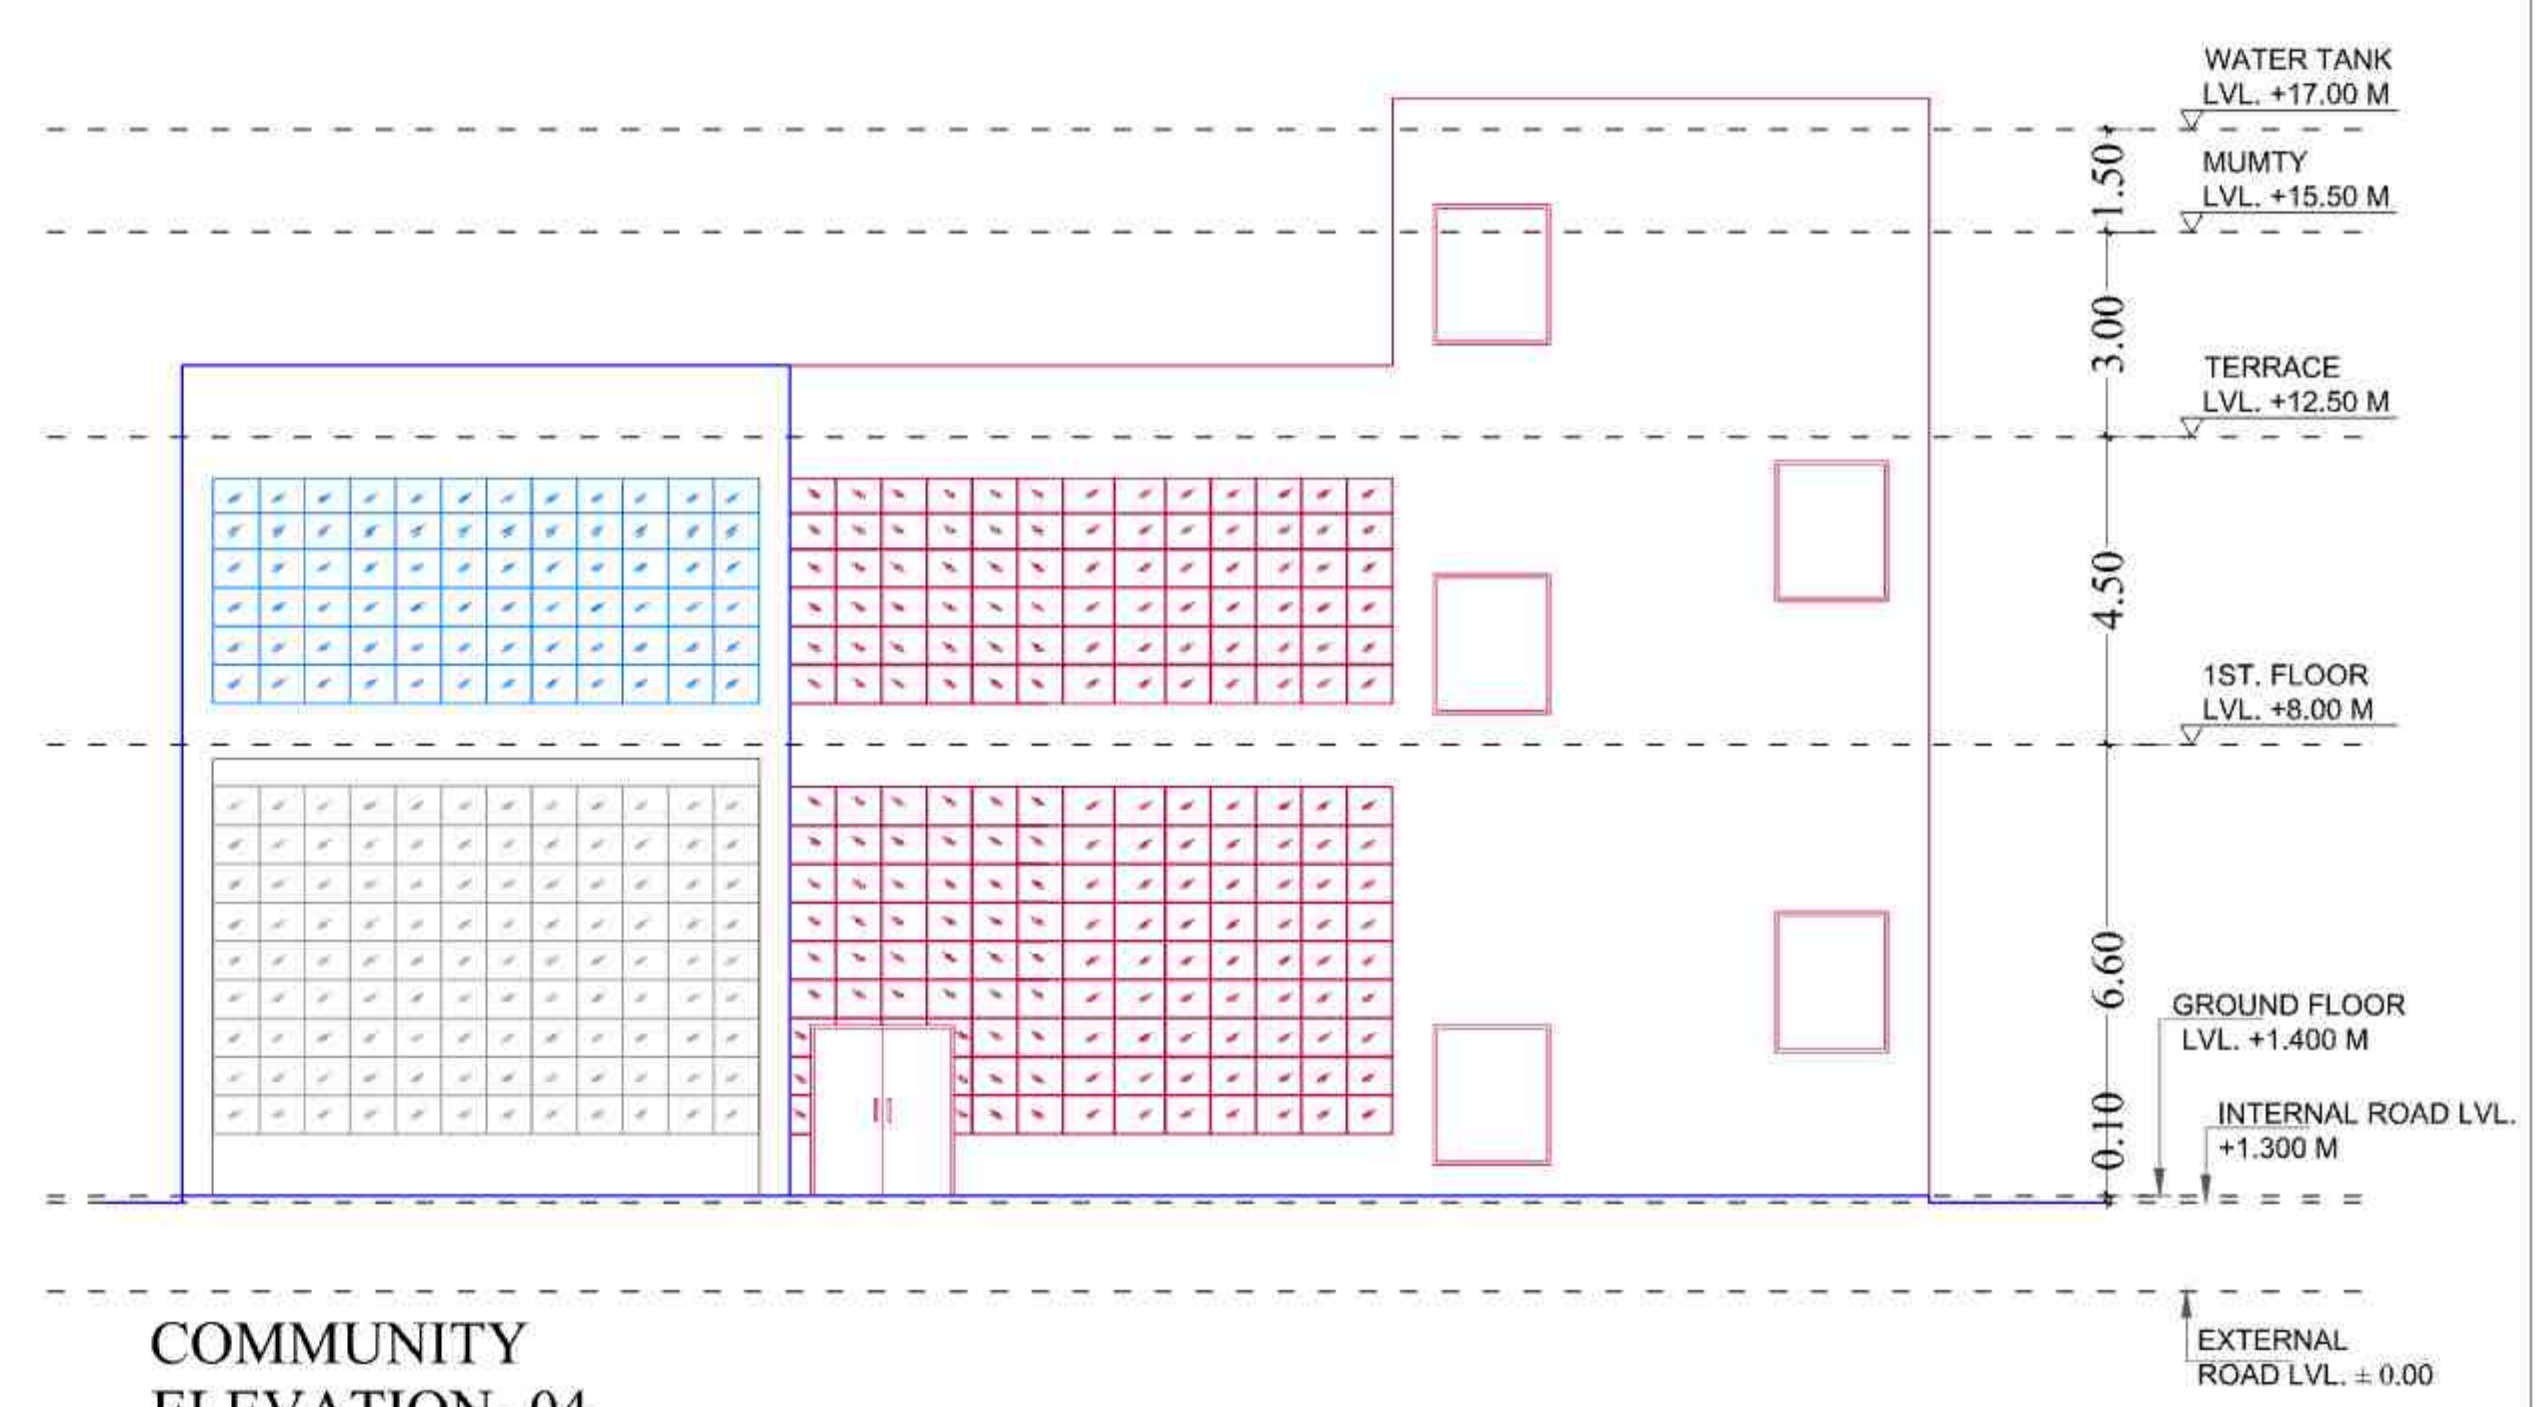 WATER TANK
LVL. +17.00 M
1.50
MUMTY
LVL. +15.50 M
3.00
TERRACE
LVL. +12.50 M
4.50
1ST. FLOOR
LVL. +8.00 M
6.60
GROUND FLOOR
LVL. +1.400 M
0.10
INTERNAL ROAD LVL.
+1.300 M
EXTERNAL
ROAD LVL. ± 0.00
COMMUNITY
ELEVATION- 04